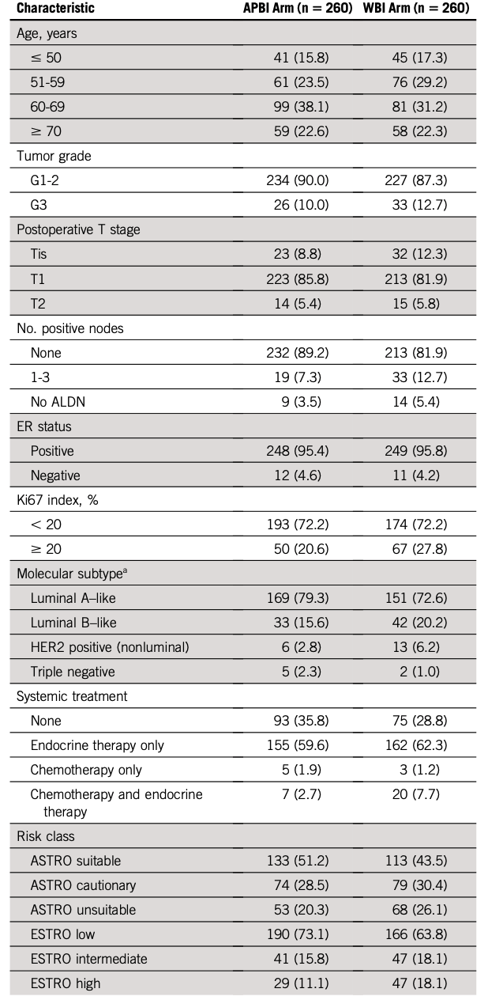 Characteristic APBI Arm (n = 260) WBI Arm (n = 260)
Age, years
≤ 50 41 (15.8) 45 (17.3)
51-59 61 (23.5) 76 (29.2)
60-69 99 (38.1) 81 (31.2)
≥ 70 59 (22.6) 58 (22.3)
Tumor grade
G1-2 234 (90.0) 227 (87.3)
G3 26 (10.0) 33 (12.7)
Postoperative T stage
Tis 23 (8.8) 32 (12.3)
T1 223 (85.8) 213 (81.9)
T2 14 (5.4) 15 (5.8)
No. positive nodes
None 232 (89.2) 213 (81.9)
1-3 19 (7.3) 33 (12.7)
No ALDN 9 (3.5) 14 (5.4)
ER status
Positive 248 (95.4) 249 (95.8)
Negative 12 (4.6) 11 (4.2)
Ki67 index, %
< 20 193 (72.2) 174 (72.2)
≥ 20 50 (20.6) 67 (27.8)
Molecular subtypeª
Luminal A–like 169 (79.3) 151 (72.6)
Luminal B–like 33 (15.6) 42 (20.2)
HER2 positive (nonluminal) 6 (2.8) 13 (6.2)
Triple negative 5 (2.3) 2 (1.0)
Systemic treatment
None 93 (35.8) 75 (28.8)
Endocrine therapy only 155 (59.6) 162 (62.3)
Chemotherapy only 5 (1.9) 3 (1.2)
Chemotherapy and endocrine 7 (2.7) 20 (7.7)
therapy
Risk class
ASTRO suitable 133 (51.2) 113 (43.5)
ASTRO cautionary 74 (28.5) 79 (30.4)
ASTRO unsuitable 53 (20.3) 68 (26.1)
ESTRO low 190 (73.1) 166 (63.8)
ESTRO intermediate 41 (15.8) 47 (18.1)
ESTRO high 29 (11.1) 47 (18.1)